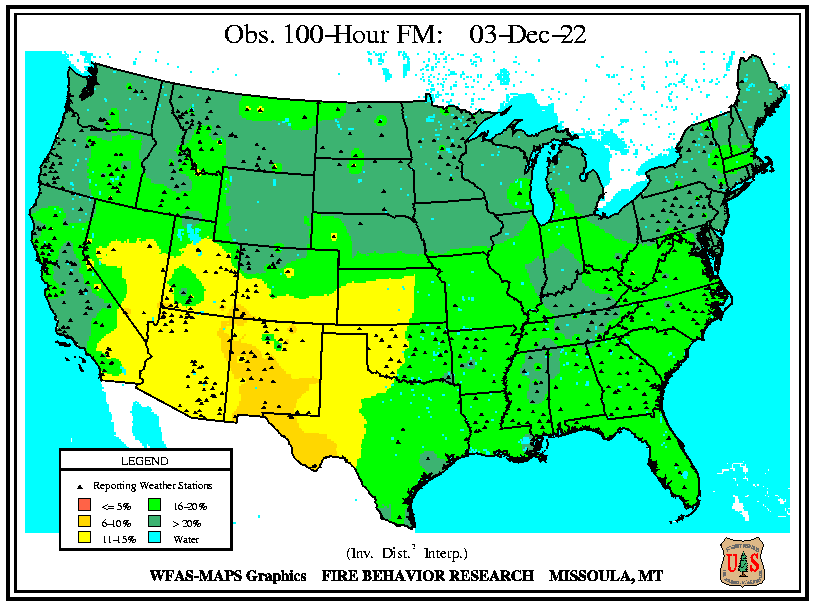 Obs. 100-Hour FM: 03-Dec-22
LEGEND
Reporting Weather Stations
<= 5% 16-20%
6-10% > 20%
11-15% Water
(Inv. Dist.² Interp.)
WFAS-MAPS Graphics FIRE BEHAVIOR RESEARCH MISSOULA, MT
U S